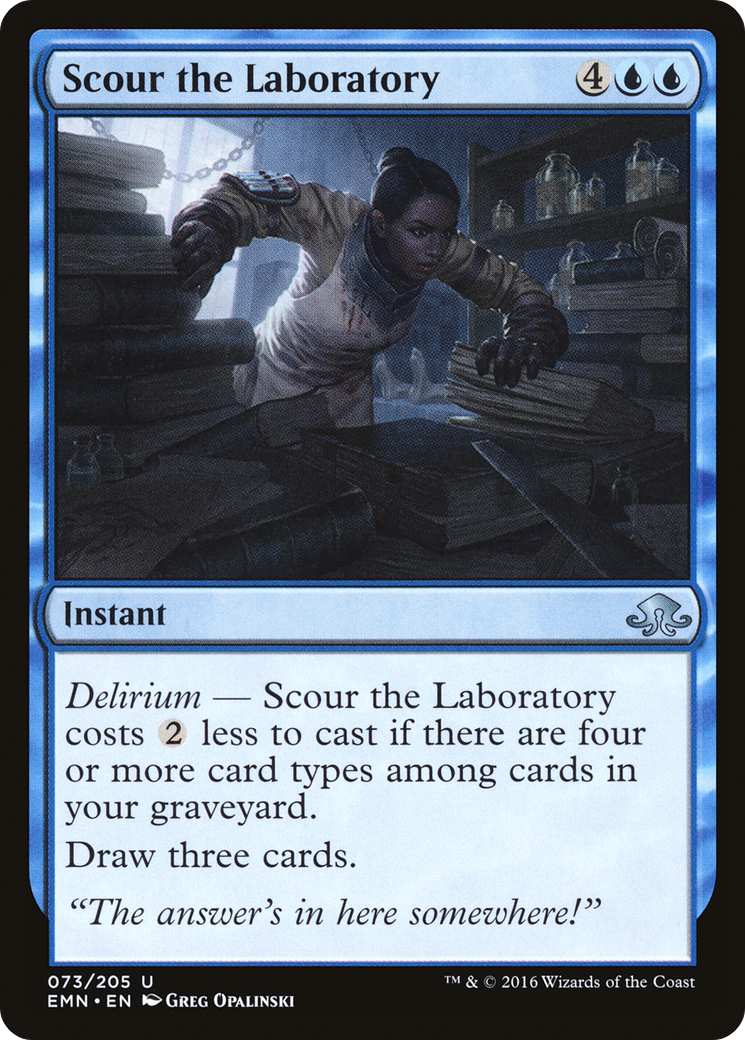 Scour the Laboratory
4
Instant
Delirium — Scour the Laboratory
costs 2 less to cast if there are four
or more card types among cards in
your graveyard.
Draw three cards.
“The answer’s in here somewhere!”
073/205 U
™ & © 2016 Wizards of the Coast
EMN • EN Greg Opalinski